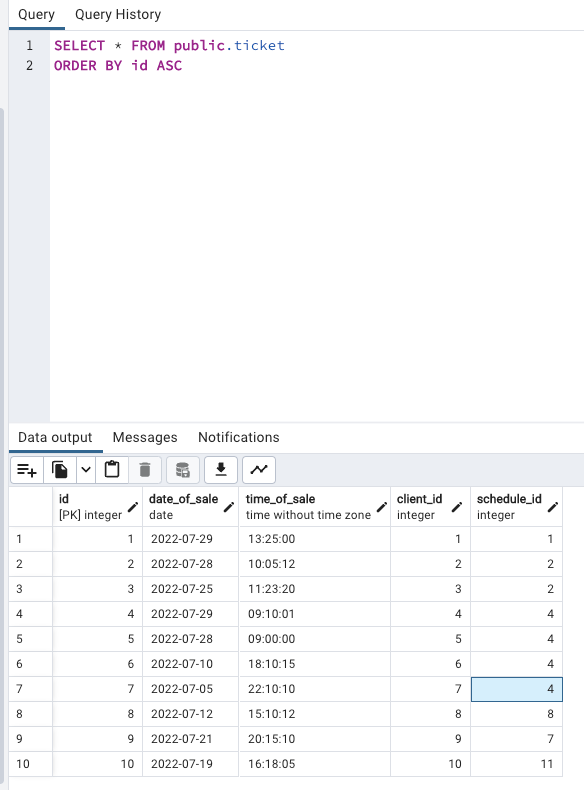 Query Query History
1 SELECT * FROM public.ticket
2 ORDER BY id ASC
Data output Messages Notifications
id date_of_sale time_of_sale client_id schedule_id
[PK] integer date time without time zone integer integer
1 1 2022-07-29 13:25:00 1 1
2 2 2022-07-28 10:05:12 2 2
3 3 2022-07-25 11:23:20 3 2
4 4 2022-07-29 09:10:01 4 4
5 5 2022-07-28 09:00:00 5 4
6 6 2022-07-10 18:10:15 6 4
7 7 2022-07-05 22:10:10 7 4
8 8 2022-07-12 15:10:12 8 8
9 9 2022-07-21 20:15:10 9 7
10 10 2022-07-19 16:18:05 10 11